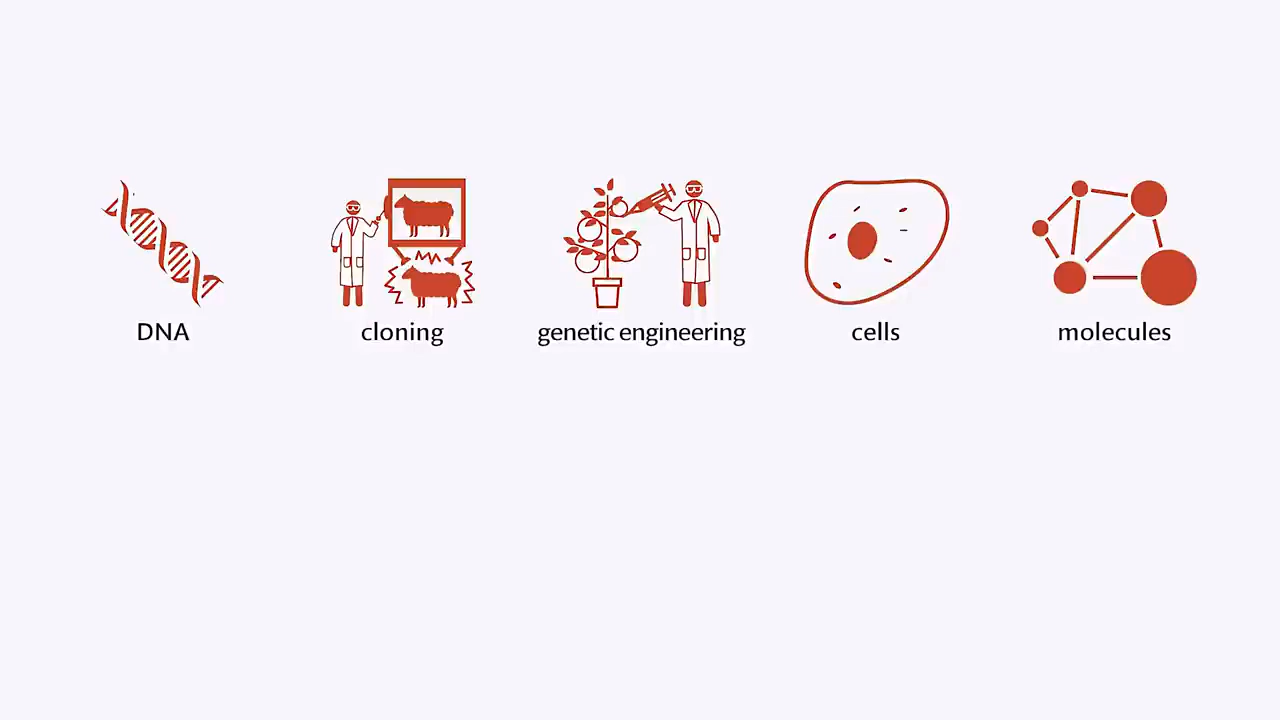 DNA
cloning
genetic engineering
cells
molecules